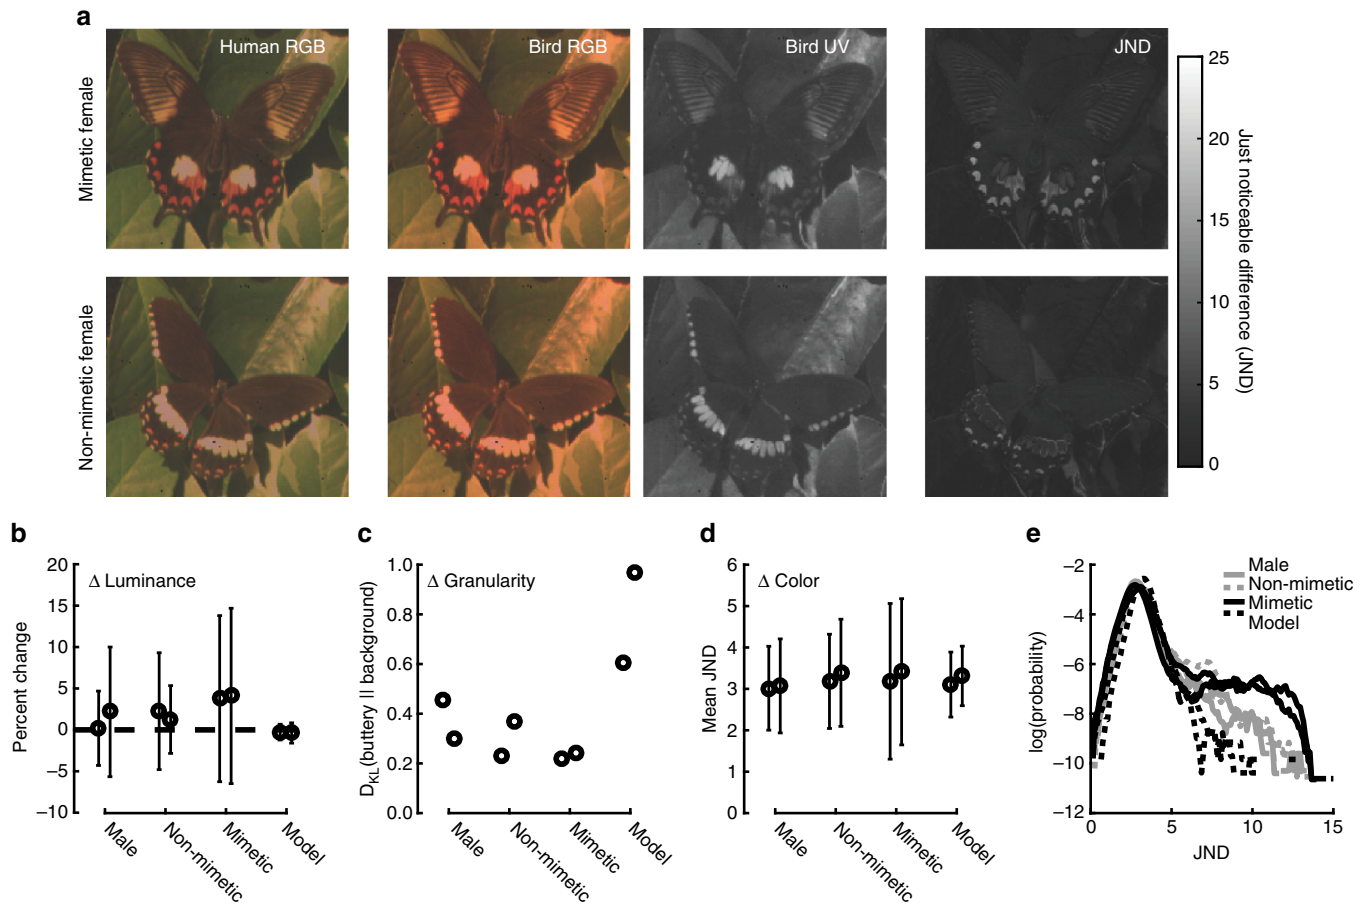 a
Human RGB
Bird RGB
Bird UV
JND
Mimetic female
Non-mimetic female
25
20
15
10
5
0
Just noticeable difference (JND)
b
Δ Luminance
Percent change
20
15
10
5
0
−5
−10
Male
Non-mimetic
Mimetic
Model
c
Δ Granularity
D_KL(buttery || background)
1.0
0.8
0.6
0.4
0.2
0.0
Male
Non-mimetic
Mimetic
Model
d
Δ Color
Mean JND
6
5
4
3
2
1
0
Male
Non-mimetic
Mimetic
Model
e
Male
Non-mimetic
Mimetic
Model
log(probability)
−2
−4
−6
−8
−10
−12
0
5
10
15
JND